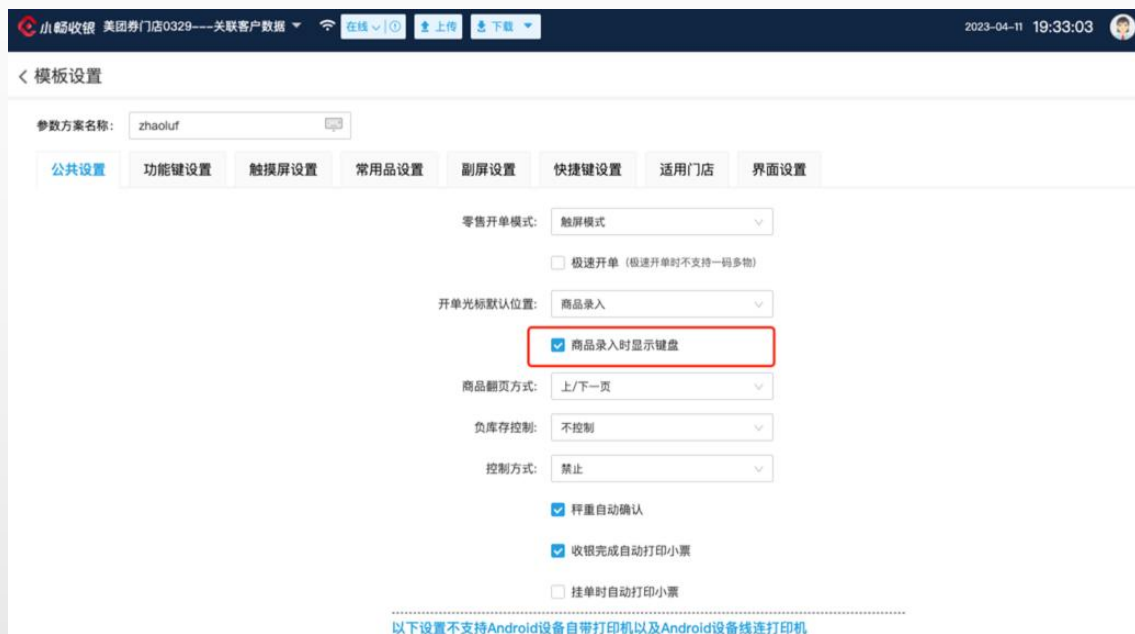 小畅收银 美团券门店0329---关联客户数据 在线 上传 下载 2023-04-11 19:33:03
模板设置
参数方案名称: zhaoluf
公共设置 功能键设置 触摸屏设置 常用品设置 副屏设置 快捷键设置 适用门店 界面设置
零售开单模式: 触屏模式
极速开单 (极速开单时不支持一码多物)
开单光标默认位置: 商品录入
商品录入时显示键盘
商品翻页方式: 上/下一页
负库存控制: 不控制
控制方式: 禁止
秤重自动确认
收银完成自动打印小票
挂单时自动打印小票
以下设置不支持Android设备自带打印机以及Android设备线连打印机